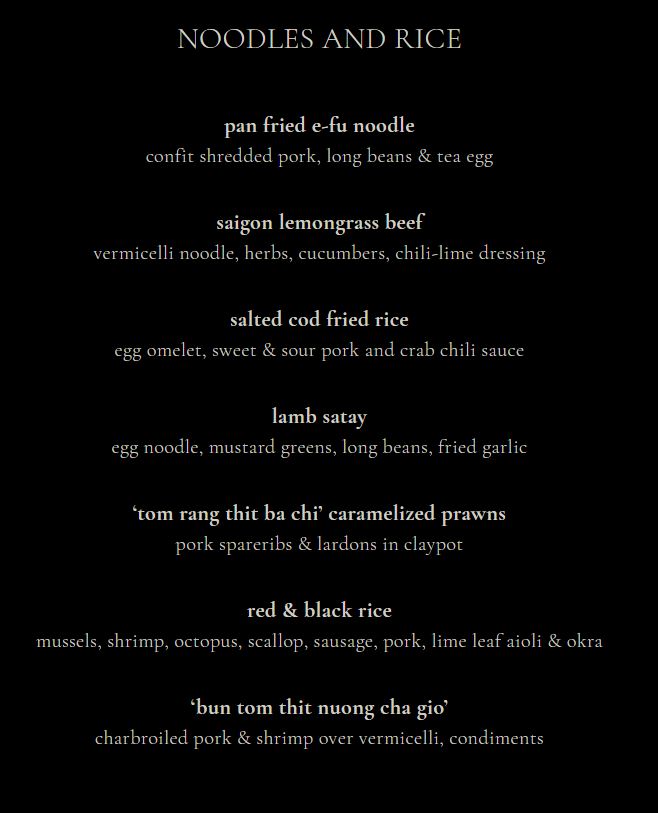 NOODLES AND RICE
pan fried e-fu noodle
confit shredded pork, long beans & tea egg
saigon lemongrass beef
vermicelli noodle, herbs, cucumbers, chili-lime dressing
salted cod fried rice
egg omelet, sweet & sour pork and crab chili sauce
lamb satay
egg noodle, mustard greens, long beans, fried garlic
‘tom rang thit ba chi’ caramelized prawns
pork spareribs & lardons in claypot
red & black rice
mussels, shrimp, octopus, scallop, sausage, pork, lime leaf aioli & okra
‘bun tom thit nuong cha gio’
charbroiled pork & shrimp over vermicelli, condiments